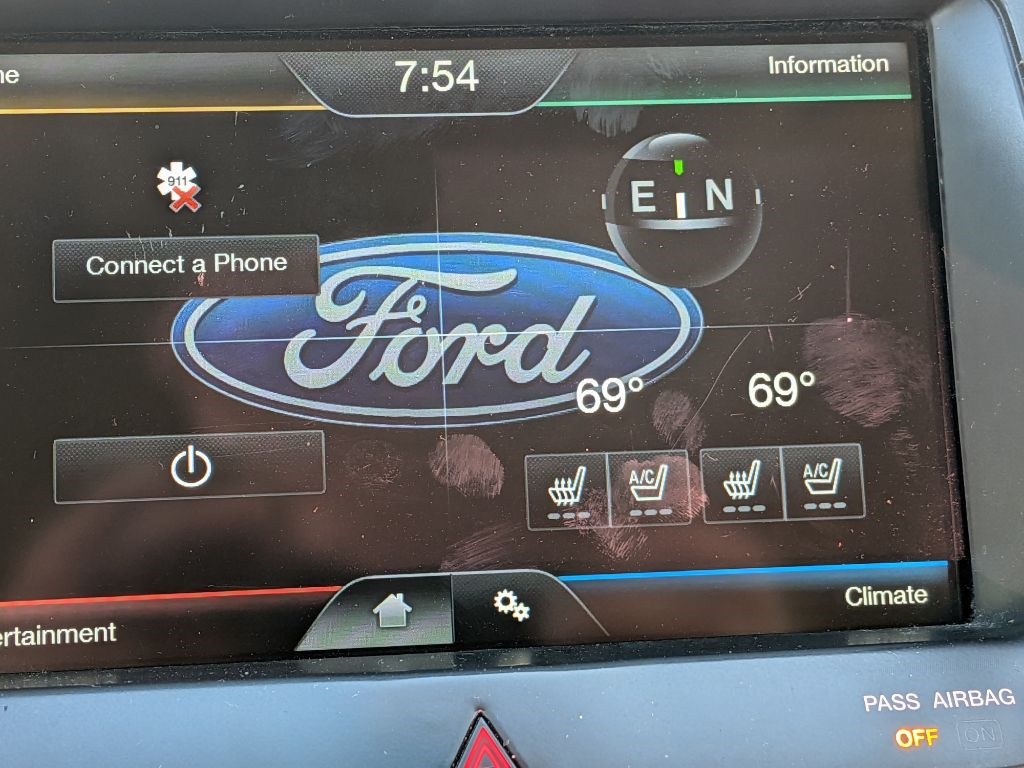 ne
7:54
Information
911
E N
Connect a Phone
Ford
69° 69°
A/C A/C
ertainment
Climate
PASS AIRBAG
OFF ON